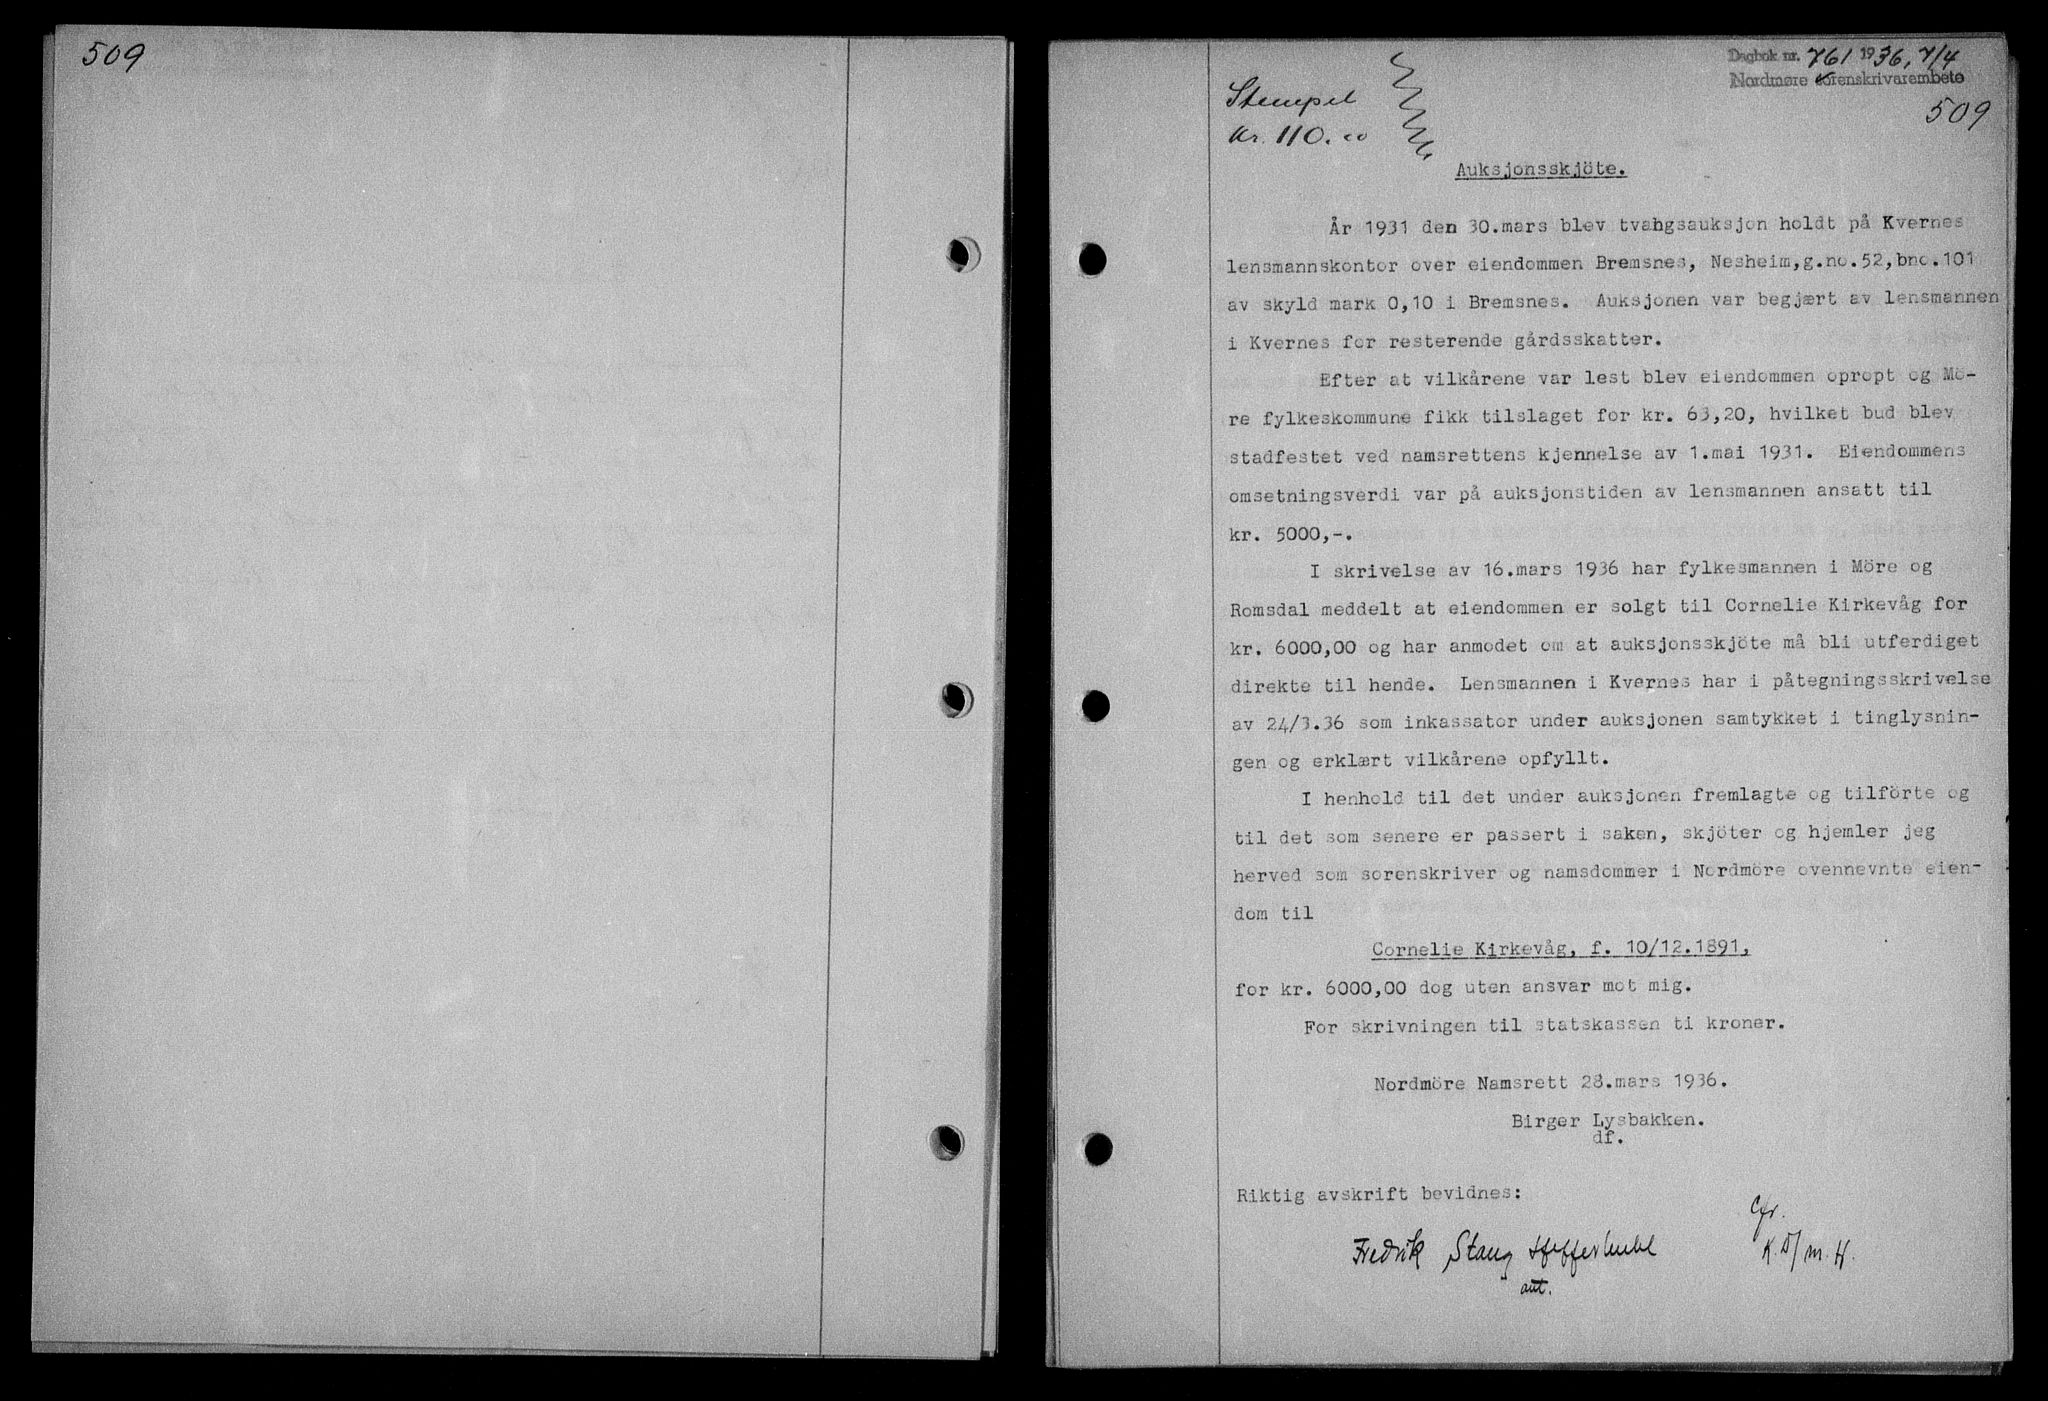 509
Dagbok nr. 761 1936, 7/4
Nordmøre sorenskrivarembete
509
Stempel
kr. 110.00
Auksjonsskjöte.
År 1931 den 30.mars blev tvahgsauksjon holdt på Kvernes
lensmannskontor over eiendommen Bremsnes, Nesheim,g.no.52,bno.101
av skyld mark 0,10 i Bremsnes. Auksjonen var begjært av lensmannen
i Kvernes for resterende gårdsskatter.
Efter at vilkårene var lest blev eiendommen opropt og Mö-
re fylkeskommune fikk tilslaget for kr. 63,20, hvilket bud blev
stadfestet ved namsrettens kjennelse av 1.mai 1931. Eiendommens
omsetningsverdi var på auksjonstiden av lensmannen ansatt til
kr. 5000,-.
I skrivelse av 16.mars 1936 har fylkesmannen i Möre og
Romsdal meddelt at eiendommen er solgt til Cornelie Kirkevåg for
kr. 6000,00 og har anmodet om at auksjonsskjöte må bli utferdiget
direkte til hende. Lensmannen i Kvernes har i påtegningsskrivelse
av 24/3.36 som inkassator under auksjonen samtykket i tinglysnin-
gen og erklært vilkårene opfyllt.
I henhold til det under auksjonen fremlagte og tilförte og
til det som senere er passert i saken, skjöter og hjemler jeg
herved som sorenskriver og namsdommer i Nordmöre ovennevnte eien-
dom til
Cornelie Kirkevåg, f. 10/12.1891,
for kr. 6000,00 dog uten ansvar mot mig.
For skrivningen til statskassen ti kroner.
Nordmöre Namsrett 28.mars 1936.
Birger Lysbakken.
df.
Riktig avskrift bevidnes:
Cfr.
Fredrik Stang
K.D/m.H.
aut.